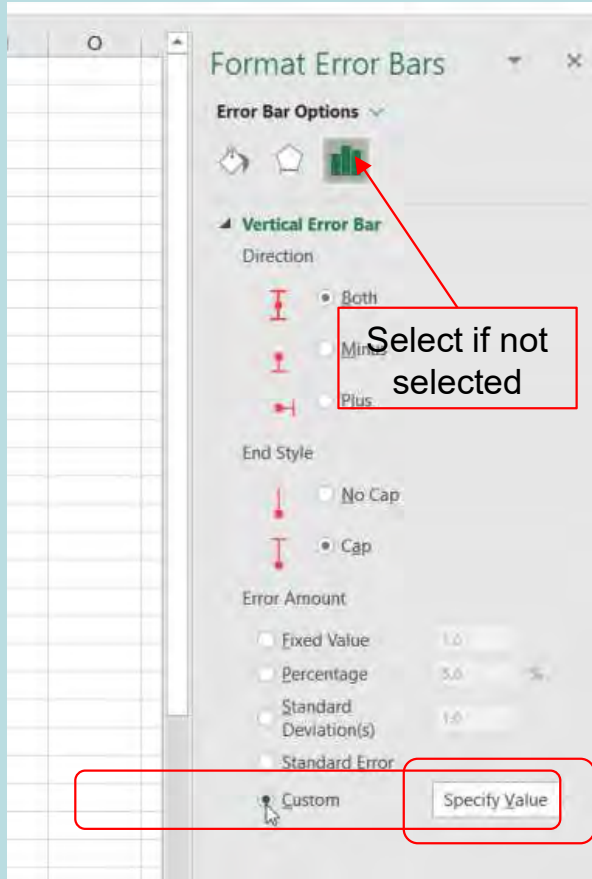 O
Format Error Bars
Error Bar Options
Vertical Error Bar
Direction
Both
Minus
Plus
Select if not
selected
End Style
No Cap
Cap
Error Amount
Fixed Value 1.0
Percentage 5.0 %
Standard
Deviation(s) 1.0
Standard Error
Custom Specify Value